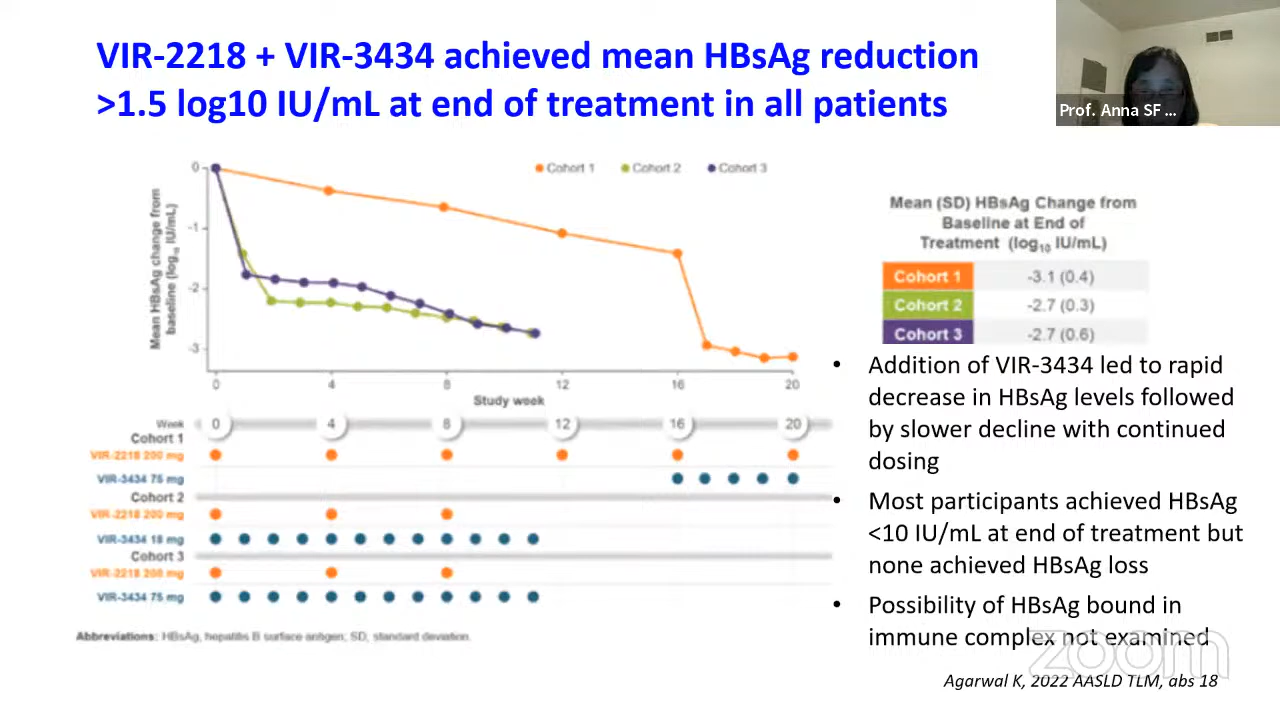 VIR-2218 + VIR-3434 achieved mean HBsAg reduction
>1.5 log10 IU/mL at end of treatment in all patients
Prof. Anna SF ...
Cohort 1
Cohort 2
Cohort 3
Mean HBsAg change from
baseline (log10 IU/mL)
0
-1
-2
-3
0
4
8
12
16
20
Study week
Week
0
4
8
12
16
20
Cohort 1
VIR-2218 200 mg
VIR-3434 75 mg
Cohort 2
VIR-2218 200 mg
VIR-3434 18 mg
Cohort 3
VIR-2218 200 mg
VIR-3434 75 mg
Abbreviations: HBsAg, hepatitis B surface antigen; SD, standard deviation.
Mean (SD) HBsAg Change from
Baseline at End of
Treatment (log10 IU/mL)
Cohort 1 -3.1 (0.4)
Cohort 2 -2.7 (0.3)
Cohort 3 -2.7 (0.6)
• Addition of VIR-3434 led to rapid
decrease in HBsAg levels followed
by slower decline with continued
dosing
• Most participants achieved HBsAg
<10 IU/mL at end of treatment but
none achieved HBsAg loss
• Possibility of HBsAg bound in
immune complex not examined
zoom
Agarwal K, 2022 AASLD TLM, abs 18